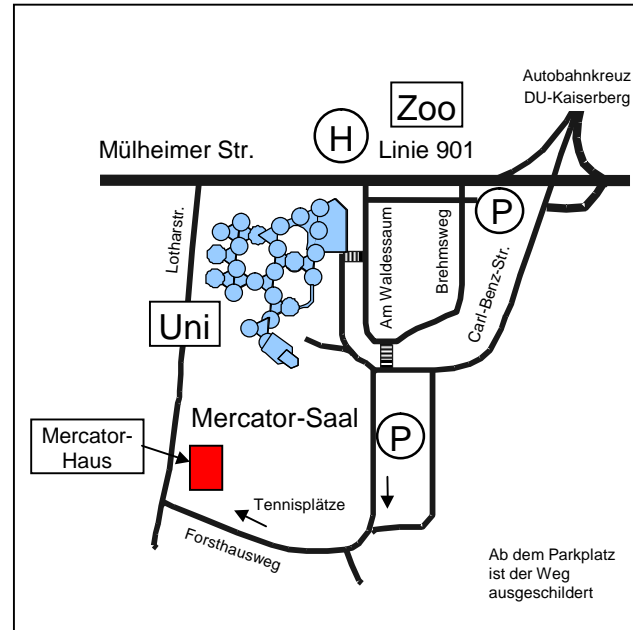 Autobahnkreuz
DU-Kaiserberg
Zoo
H
Mülheimer Str.
Linie 901
P
Lotharstr.
Am Waldessaum
Brehmsweg
Carl-Benz-Str.
Uni
Mercator-Saal
Mercator-
Haus
P
Tennisplätze
Forsthausweg
Ab dem Parkplatz
ist der Weg
ausgeschildert